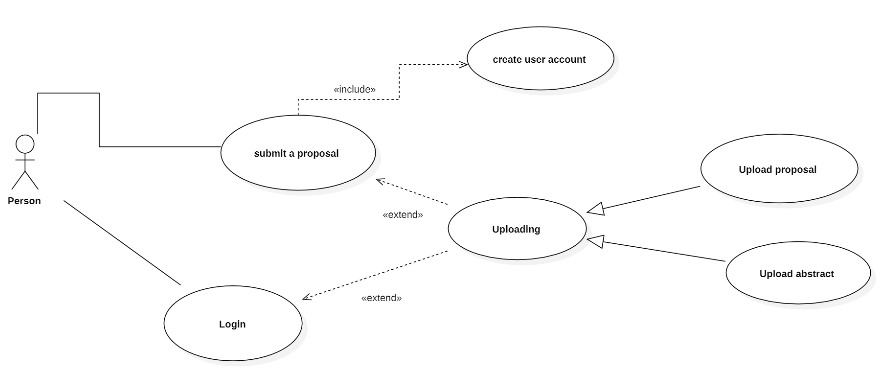 create user account
«include»
submit a proposal
Upload proposal
Person
«extend»
Uploading
Upload abstract
«extend»
Login